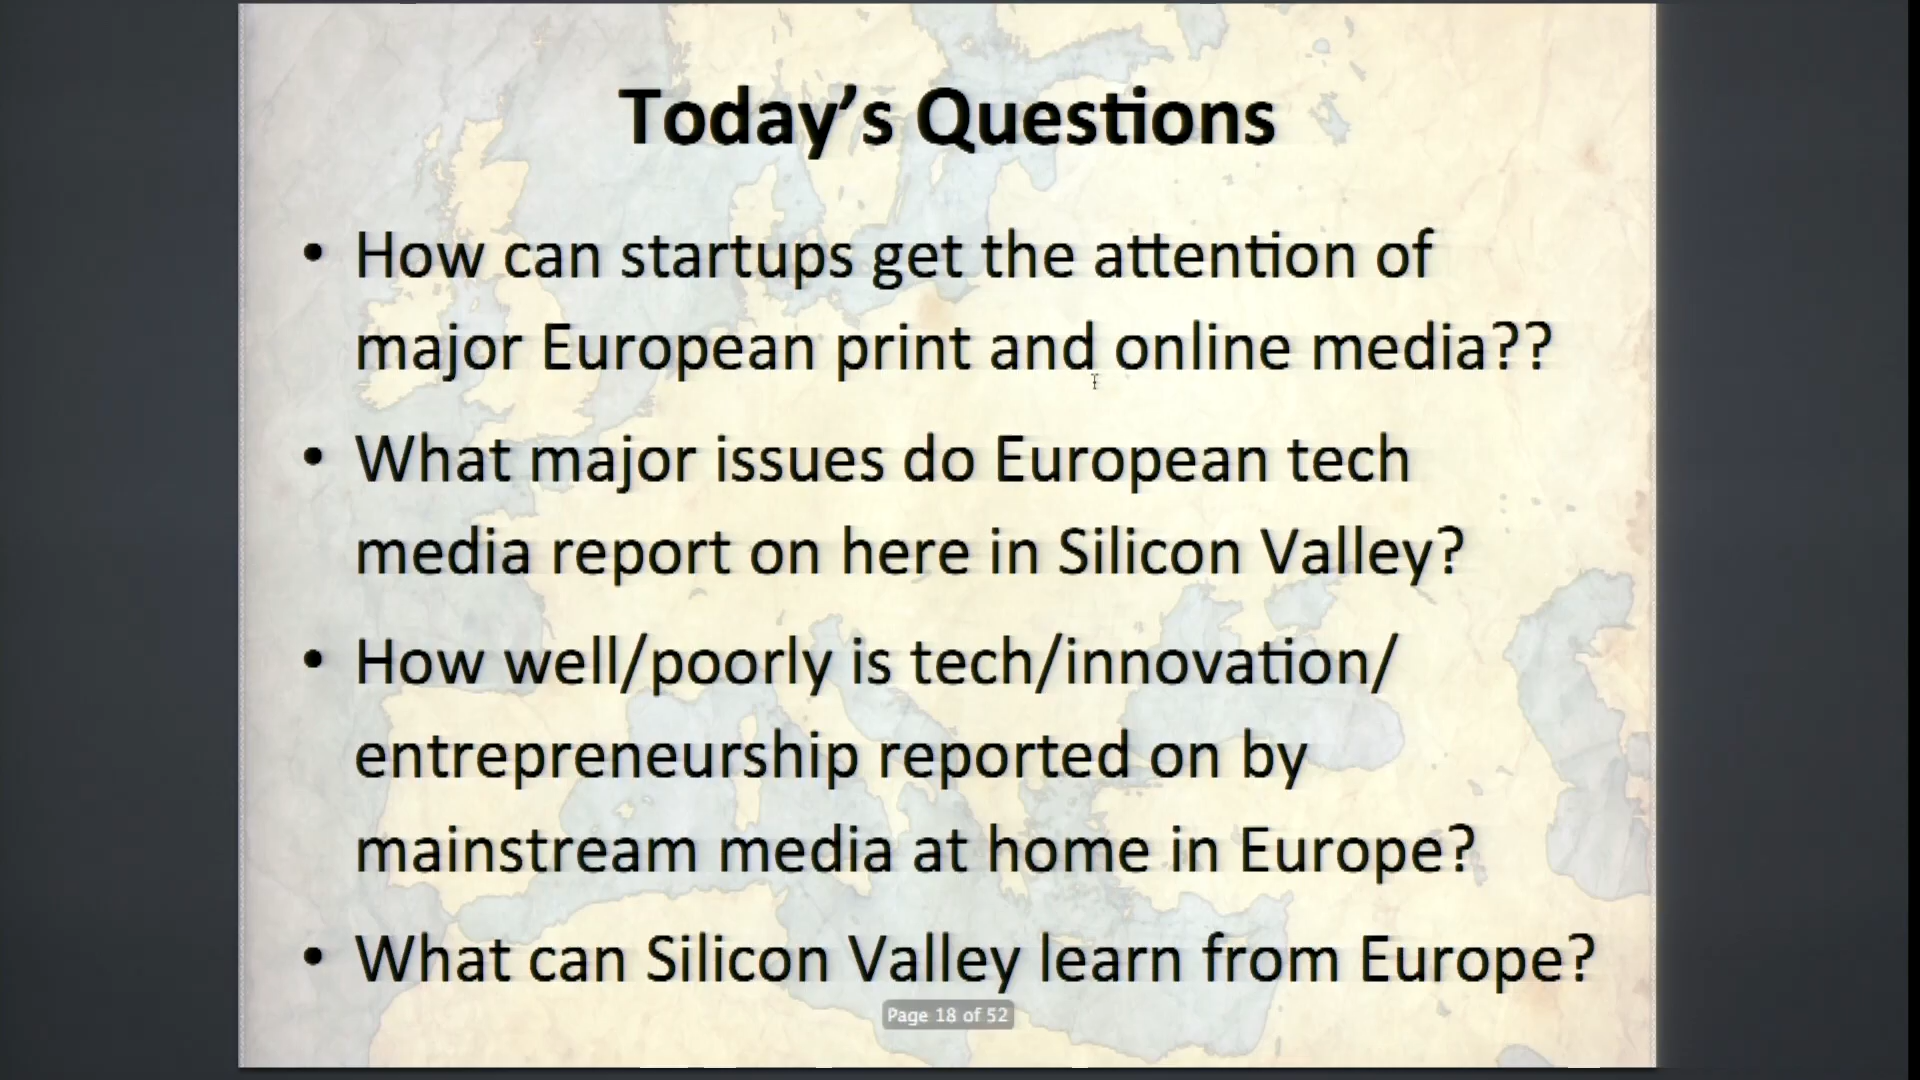 Today’s Questions
• How can startups get the attention of
major European print and online media??
• What major issues do European tech
media report on here in Silicon Valley?
• How well/poorly is tech/innovation/
entrepreneurship reported on by
mainstream media at home in Europe?
• What can Silicon Valley learn from Europe?
Page 18 of 52